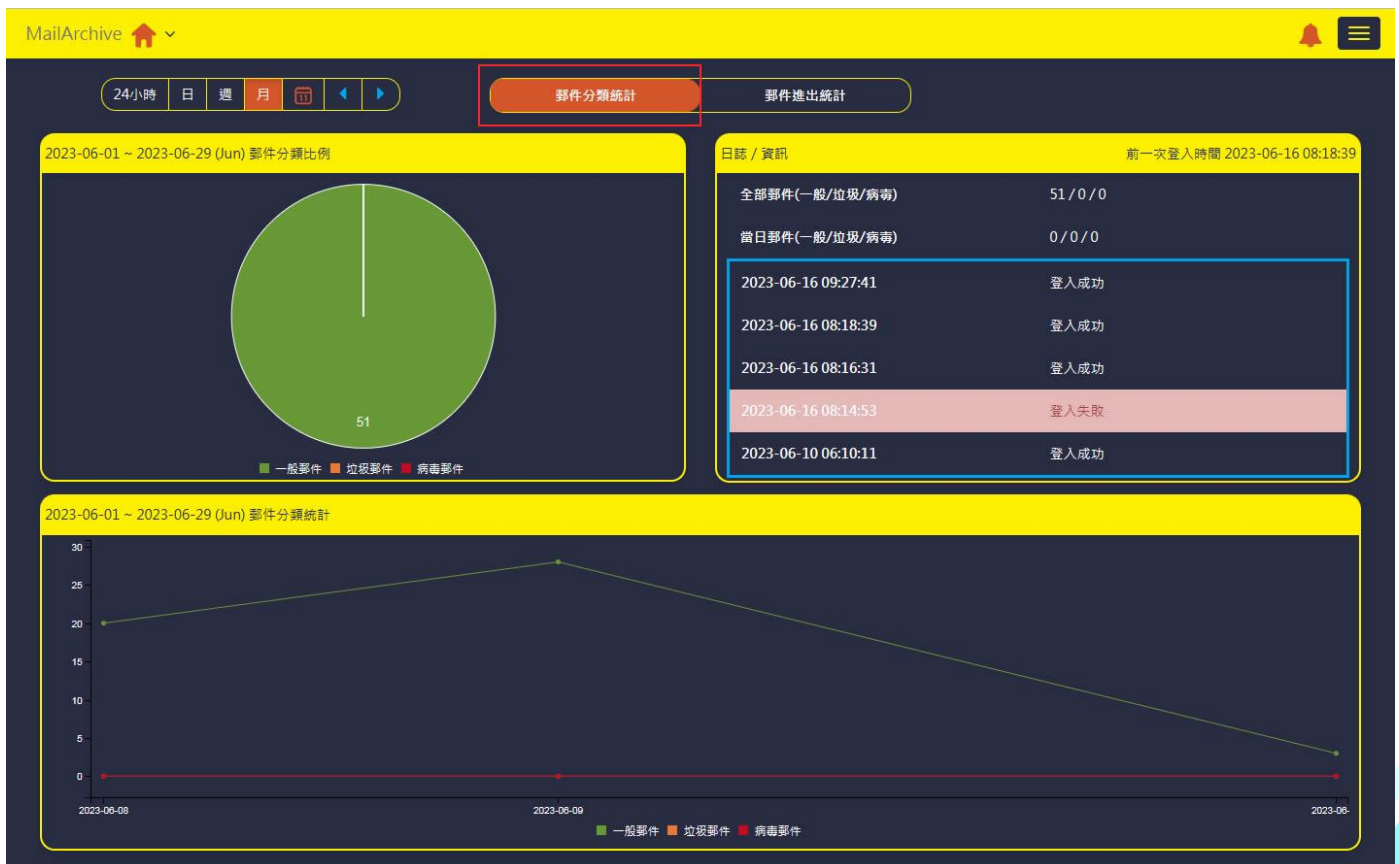 MailArchive
24小時 日 週 月 11
郵件分類統計 郵件進出統計
2023-06-01 ~ 2023-06-29 (Jun) 郵件分類比例
51
一般郵件 垃圾郵件 病毒郵件
日誌 / 資訊 前一次登入時間 2023-06-16 08:18:39
全部郵件(一般/垃圾/病毒) 51 / 0 / 0
當日郵件(一般/垃圾/病毒) 0 / 0 / 0
2023-06-16 09:27:41 登入成功
2023-06-16 08:18:39 登入成功
2023-06-16 08:16:31 登入成功
2023-06-16 08:14:53 登入失敗
2023-06-10 06:10:11 登入成功
2023-06-01 ~ 2023-06-29 (Jun) 郵件分類統計
30
25
20
15
10
5
0
2023-06-08 2023-06-09 2023-06-
一般郵件 垃圾郵件 病毒郵件